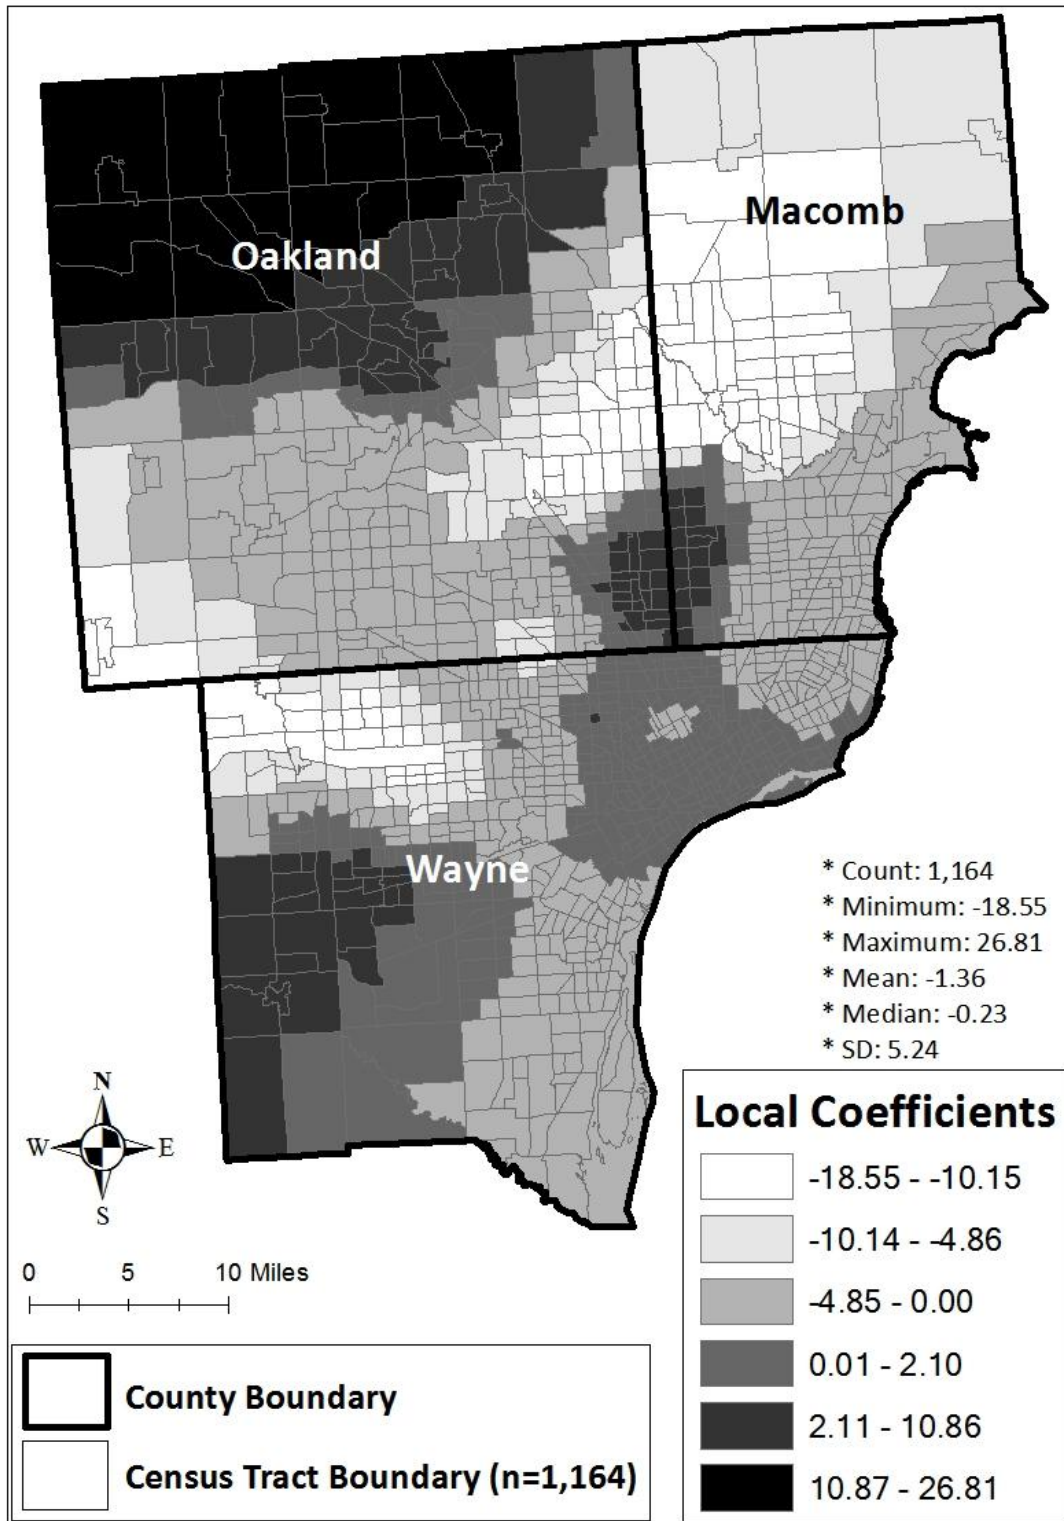 Macomb
Oakland
Wayne
* Count: 1,164
* Minimum: -18.55
* Maximum: 26.81
* Mean: -1.36
* Median: -0.23
* SD: 5.24
N
W E
S
0 5 10 Miles
County Boundary
Census Tract Boundary (n=1,164)
Local Coefficients
-18.55 - -10.15
-10.14 - -4.86
-4.85 - 0.00
0.01 - 2.10
2.11 - 10.86
10.87 - 26.81